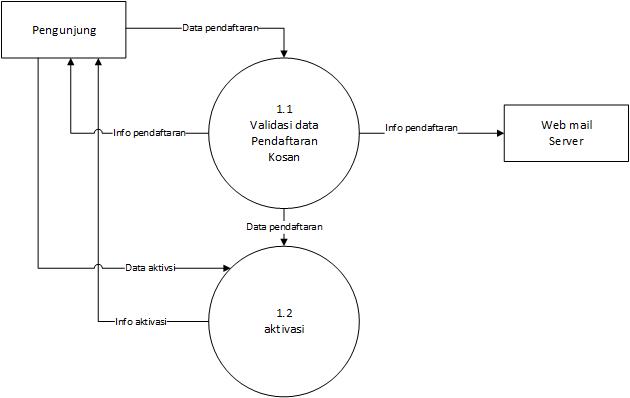 Pengunjung
Data pendaftaran
1.1
Validasi data
Pendaftaran
Kosan
Info pendaftaran
Info pendaftaran
Web mail
Server
Data pendaftaran
Data aktivsi
1.2
aktivasi
Info aktivasi